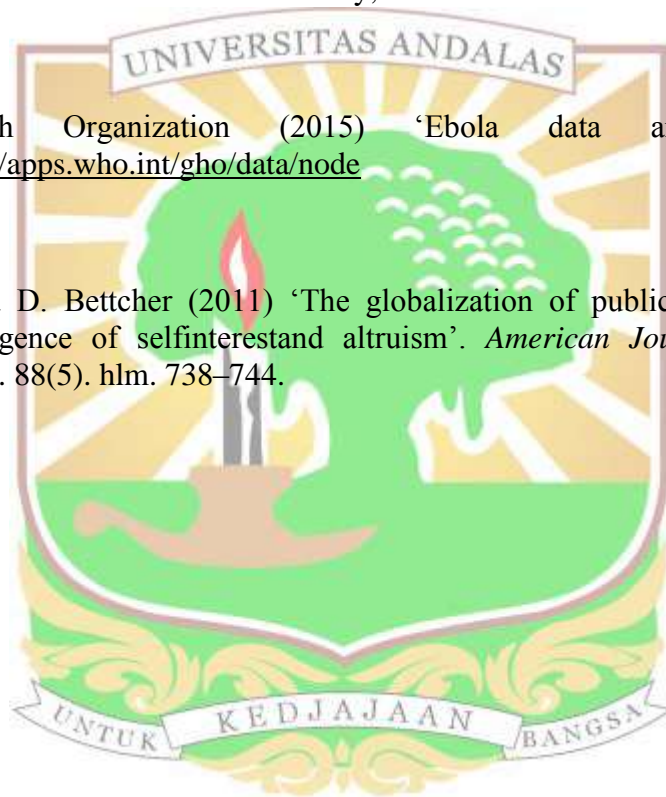 UNIVERSITAS ANDALAS
h Organization (2015) ‘Ebola data a
/apps.who.int/gho/data/node
D. Bettcher (2011) ‘The globalization of public
gence of selfinterestand altruism’. American Jou
. 88(5). hlm. 738–744.
UNTUK KEDJAJAAN BANGSA